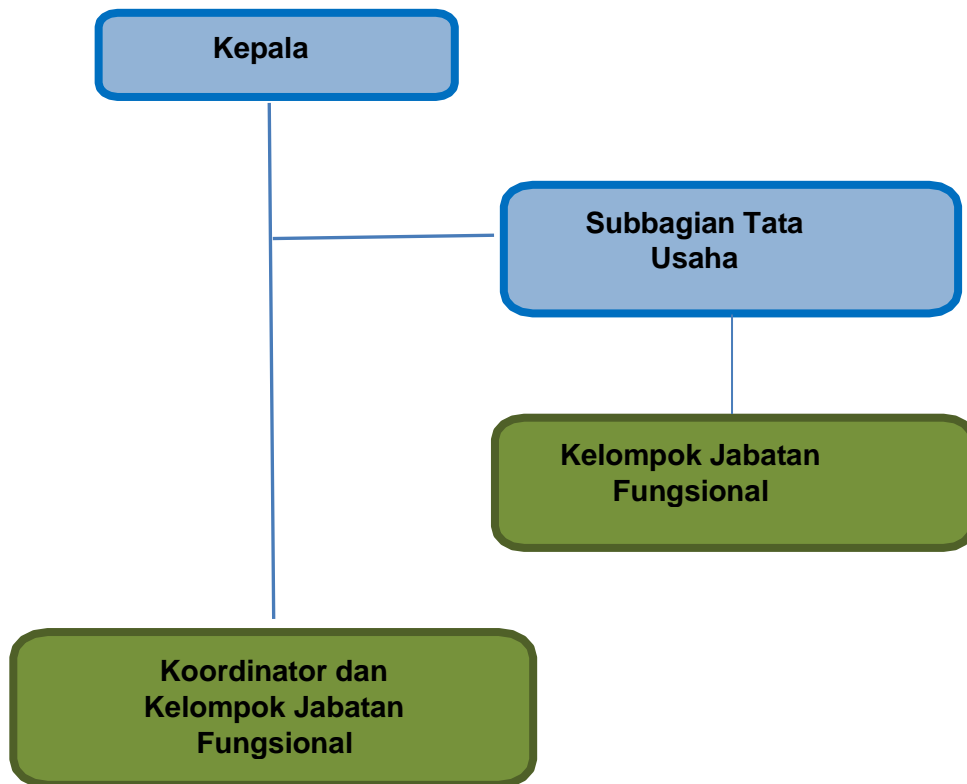 Kepala
Subbagian Tata
Usaha
Kelompok Jabatan
Fungsional
Koordinator dan
Kelompok Jabatan
Fungsional